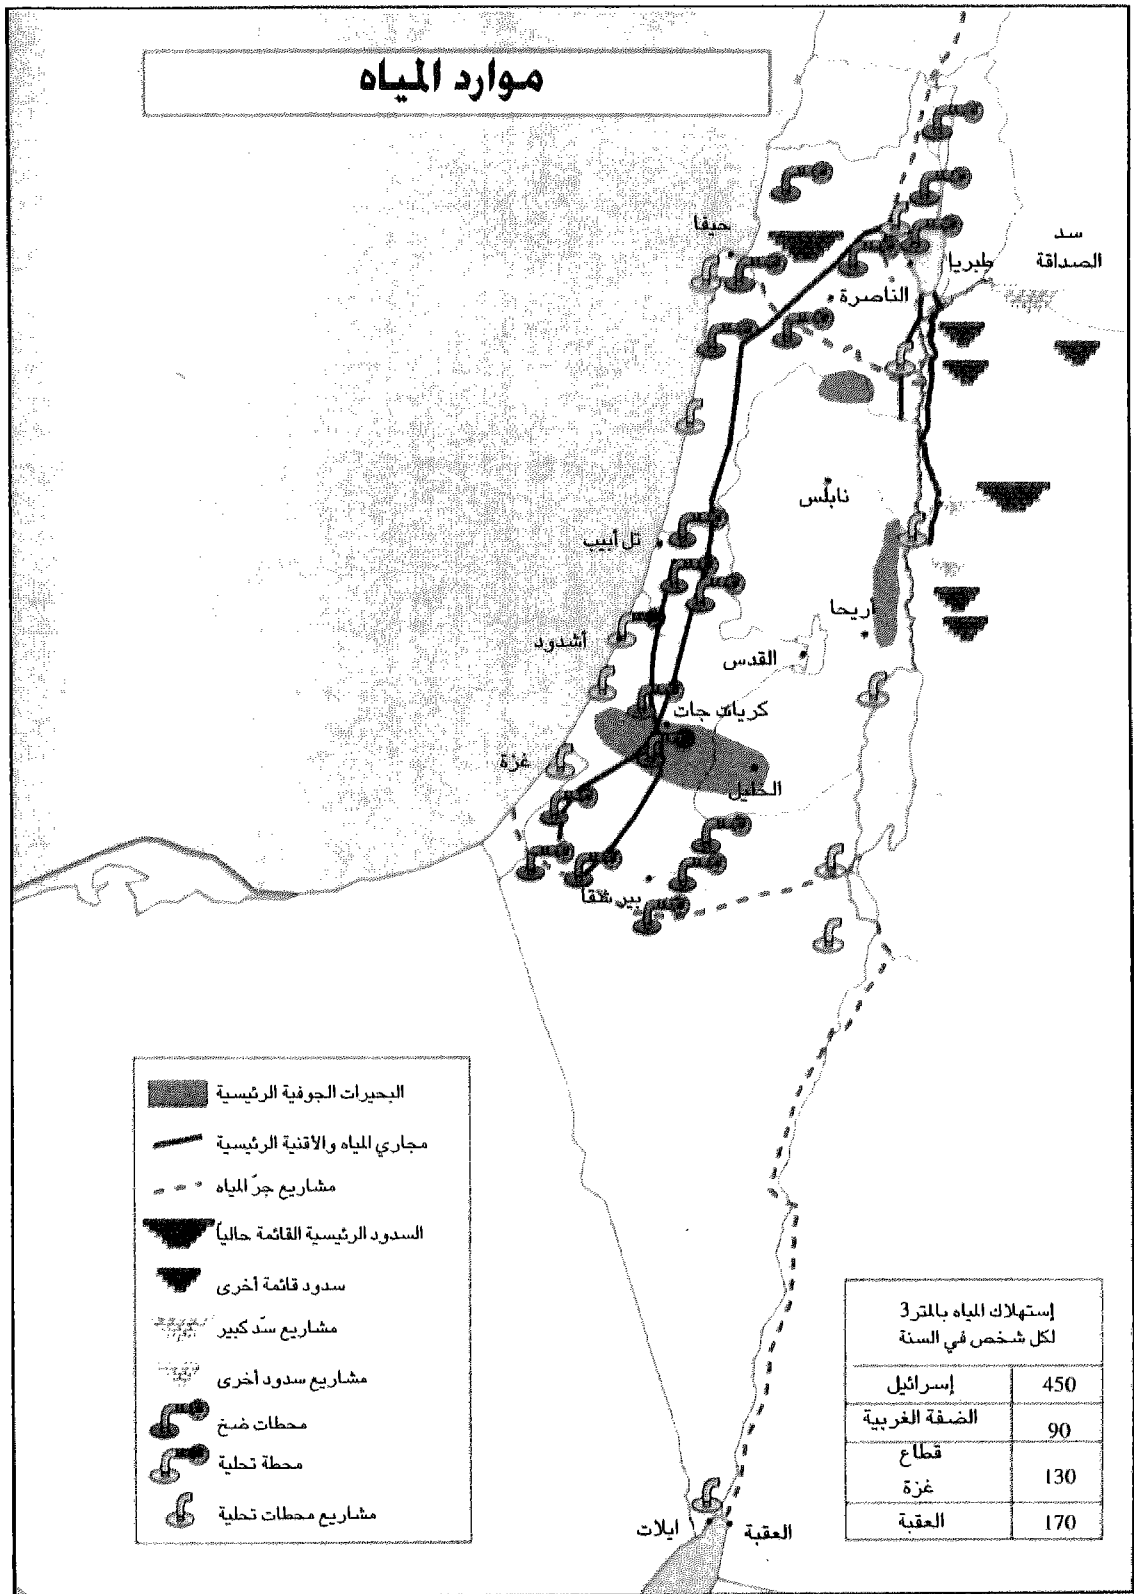 موارد المياه
حيفا
سد
الصداقة
طبريا
الناصرة
نابلس
تل أبيب
أريحا
أشدود
القدس
كريات جات
غزة
الخليل
بير
البحيرات الجوفية الرئيسية
مجاري المياه والأقنية الرئيسية
مشاريع جرّ المياه
السدود الرئيسية القائمة حالياً
سدود قائمة أخرى
مشاريع سدّ كبير
مشاريع سدود أخرى
محطات ضخ
محطة تحلية
مشاريع محطات تحلية
إستهلاك المياه بالمتر3
لكل شخص في السنة
إسرائيل 450
الضفة الغربية 90
قطاع
غزة 130
العقبة 170
ايلات
العقبة